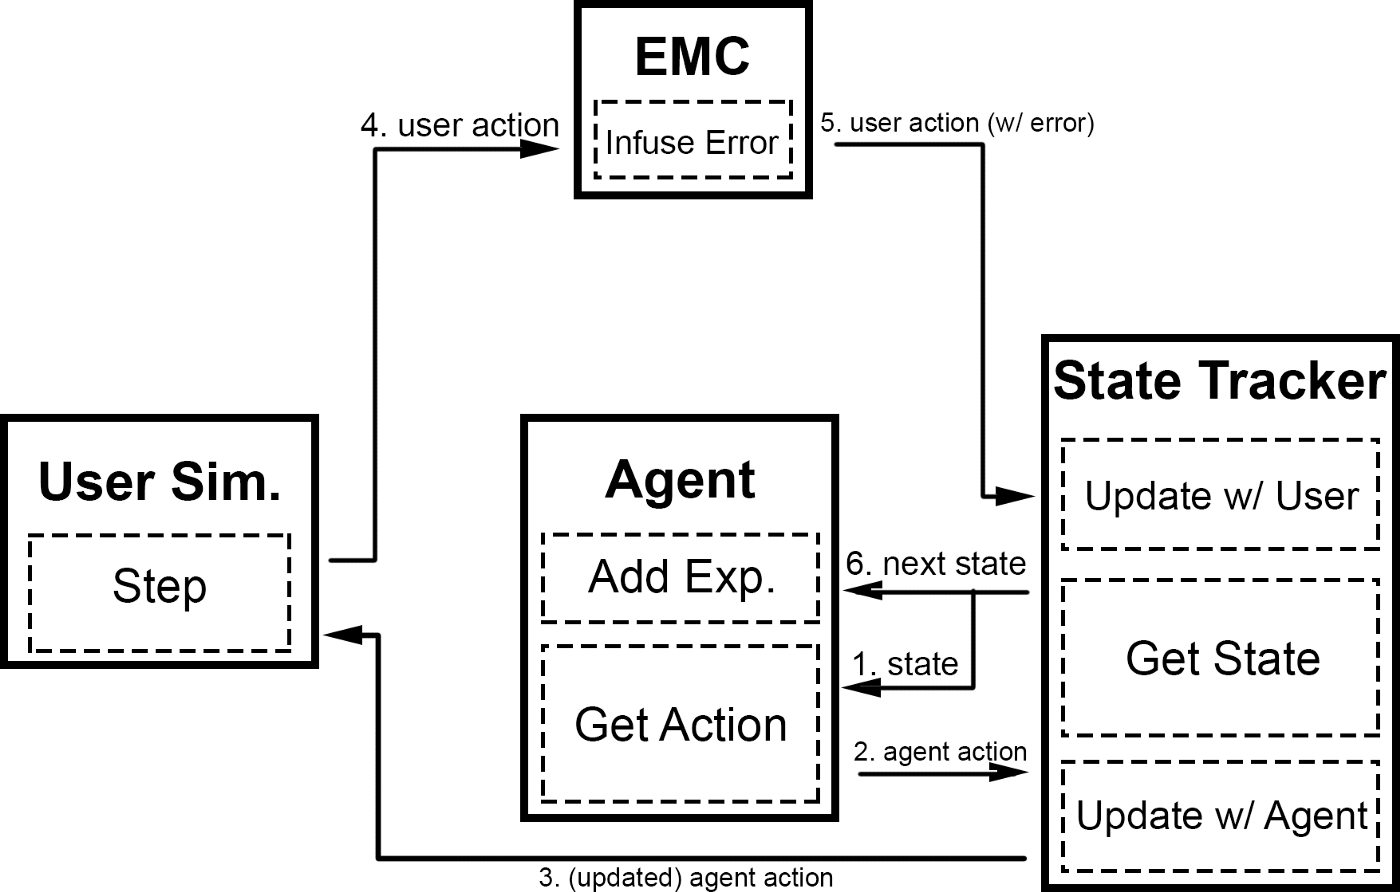 EMC
Infuse Error
4. user action
5. user action (w/ error)
State Tracker
Update w/ User
Get State
Update w/ Agent
User Sim.
Step
Agent
Add Exp.
Get Action
6. next state
1. state
2. agent action
3. (updated) agent action